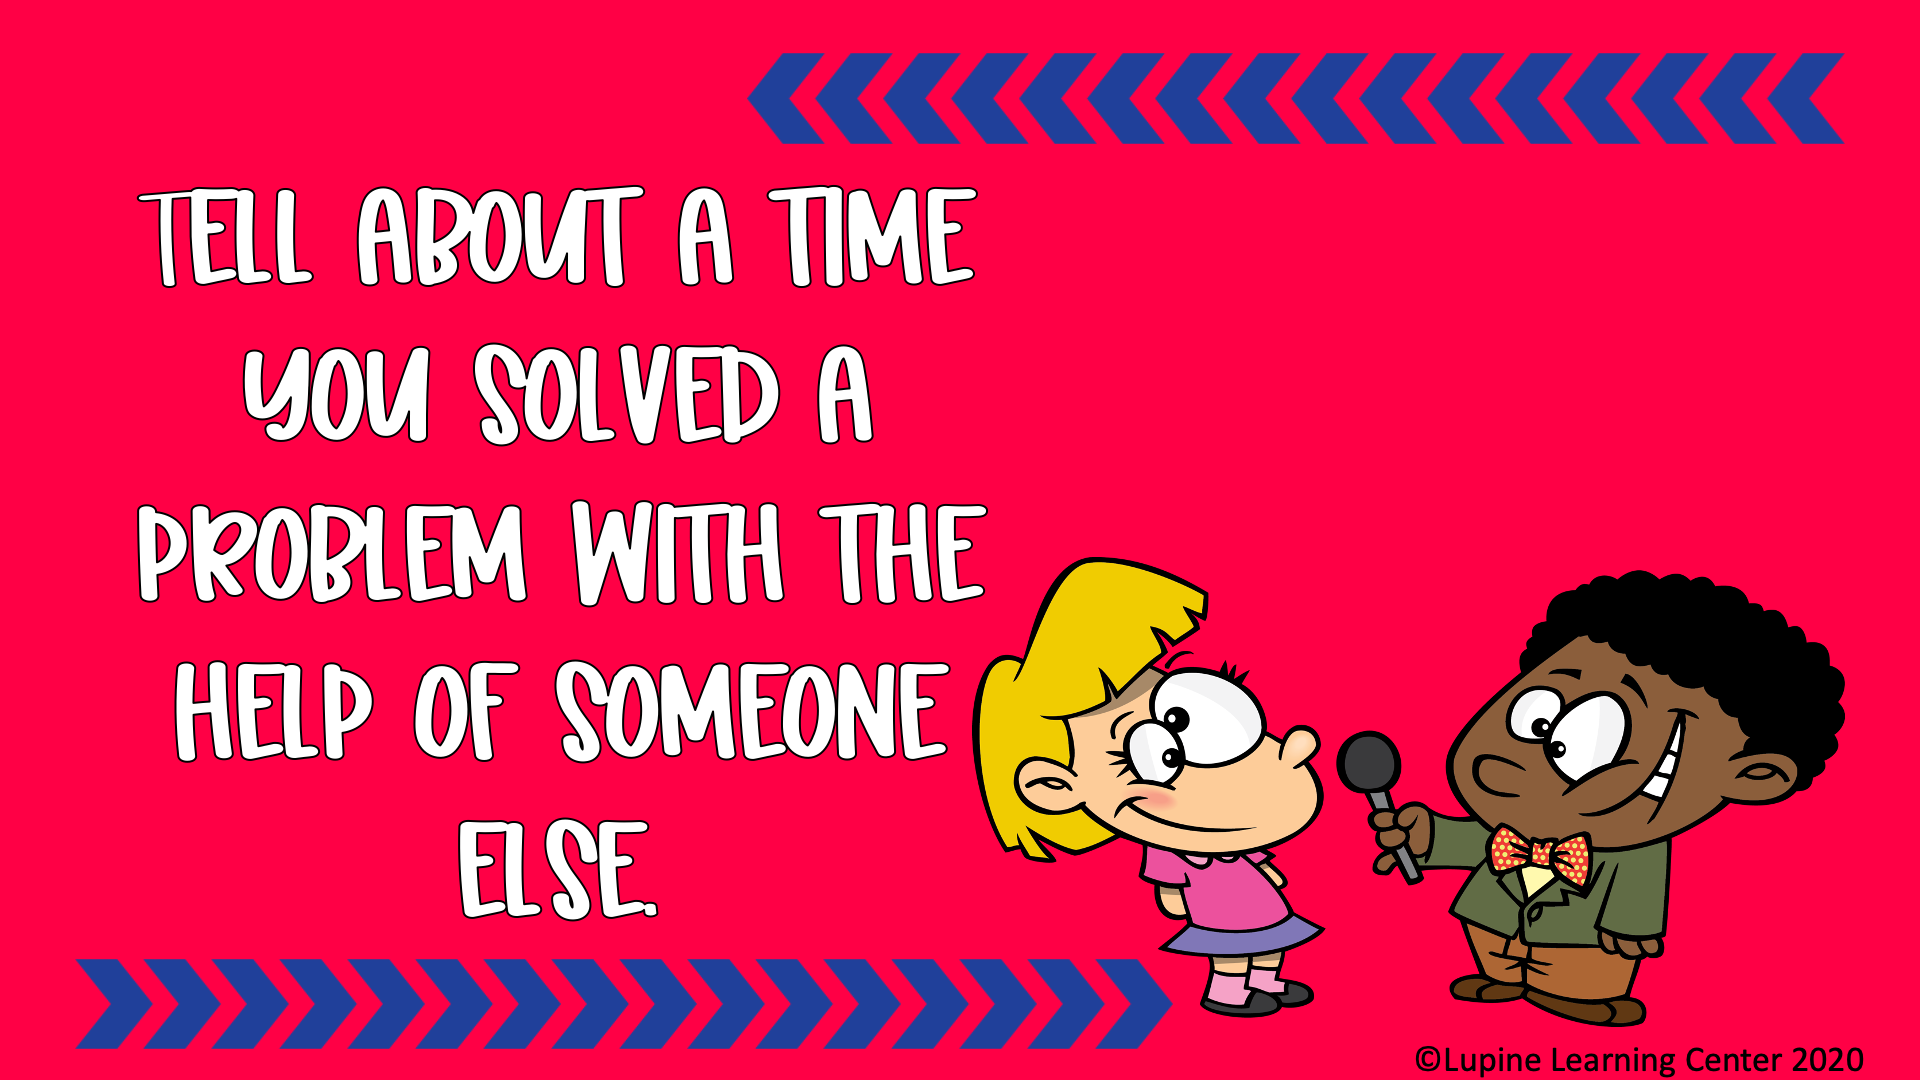 TELL ABOUT A TIME
YOU SOLVED A
PROBLEM WITH THE
HELP OF SOMEONE
ELSE.
©Lupine Learning Center 2020